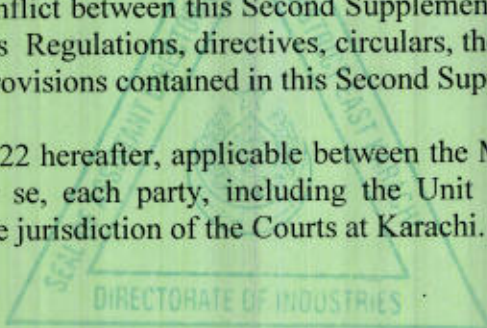 nflict between this Second Supplemen
s Regulations, directives, circulars, th
rovisions contained in this Second Sup
22 hereafter, applicable between the M
se, each party, including the Unit
e jurisdiction of the Courts at Karachi.
DIRECTORATE OF INDUSTRIES